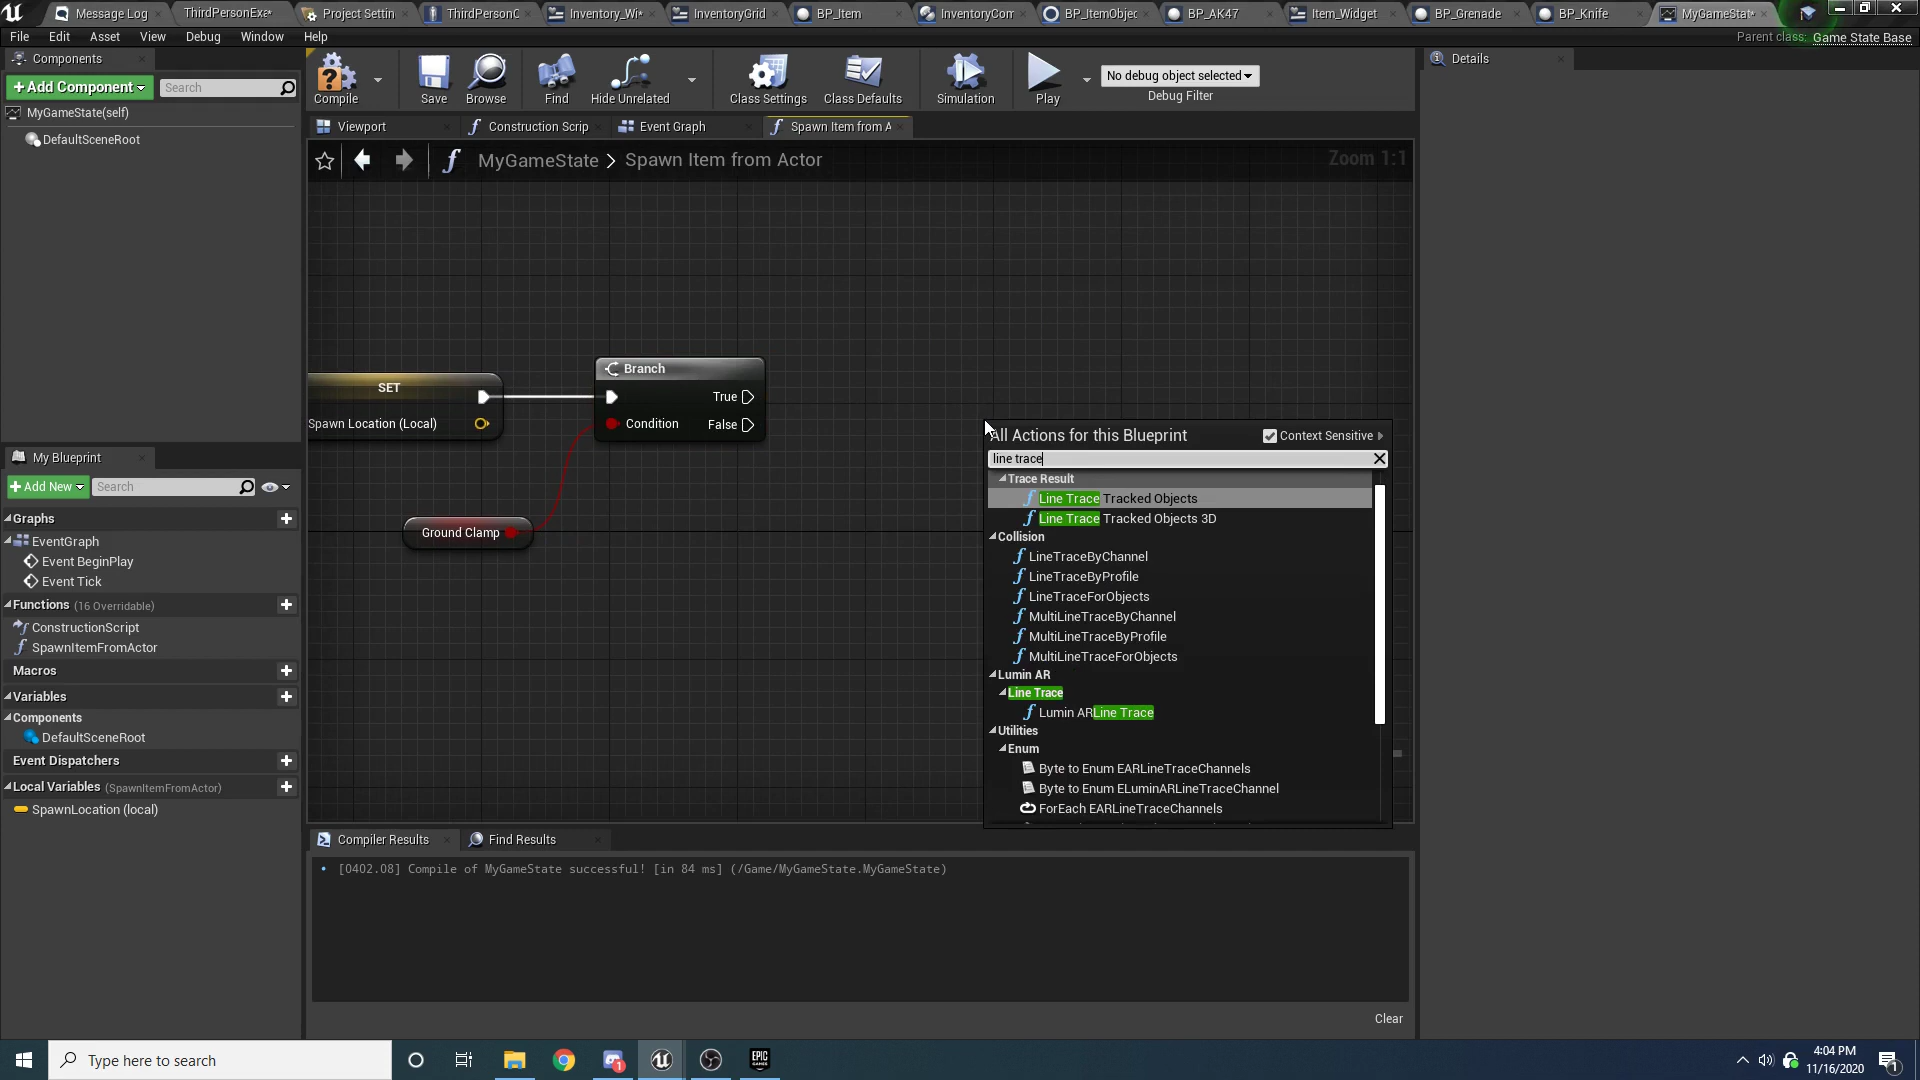 Message Log
ThirdPersonExc*
Project Settin
ThirdPersonC
Inventory_Wi*
InventoryGrid
BP_Item
InventoryCom
BP_ItemObjec
BP_AK47
Item_Widget
BP_Grenade
BP_Knife
MyGameStat*
File Edit Asset View Debug Window Help
Parent class: Game State Base
Components
+Add Component
Search
MyGameState(self)
DefaultSceneRoot
Compile
Save
Browse
Find
Hide Unrelated
Class Settings
Class Defaults
Simulation
Play
No debug object selected
Debug Filter
Details
Viewport
Construction Scrip
Event Graph
Spawn Item from A
MyGameState > Spawn Item from Actor
Zoom 1:1
SET
Spawn Location (Local)
Branch
True
Condition
False
Ground Clamp
All Actions for this Blueprint
Context Sensitive
line trace
Trace Result
Line Trace Tracked Objects
Line Trace Tracked Objects 3D
Collision
LineTraceByChannel
LineTraceByProfile
LineTraceForObjects
MultiLineTraceByChannel
MultiLineTraceByProfile
MultiLineTraceForObjects
Lumin AR
Line Trace
Lumin ARLine Trace
Utilities
Enum
Byte to Enum EARLineTraceChannels
Byte to Enum ELuminARLineTraceChannel
ForEach EARLineTraceChannels
My Blueprint
+Add New
Search
Graphs
EventGraph
Event BeginPlay
Event Tick
Functions (16 Overridable)
ConstructionScript
SpawnItemFromActor
Macros
Variables
Components
DefaultSceneRoot
Event Dispatchers
Local Variables (SpawnItemFromActor)
SpawnLocation (local)
Compiler Results
Find Results
[0402.08] Compile of MyGameState successful! [in 84 ms] (/Game/MyGameState.MyGameState)
Clear
Type here to search
EPIC GAMES
4:04 PM
11/16/2020